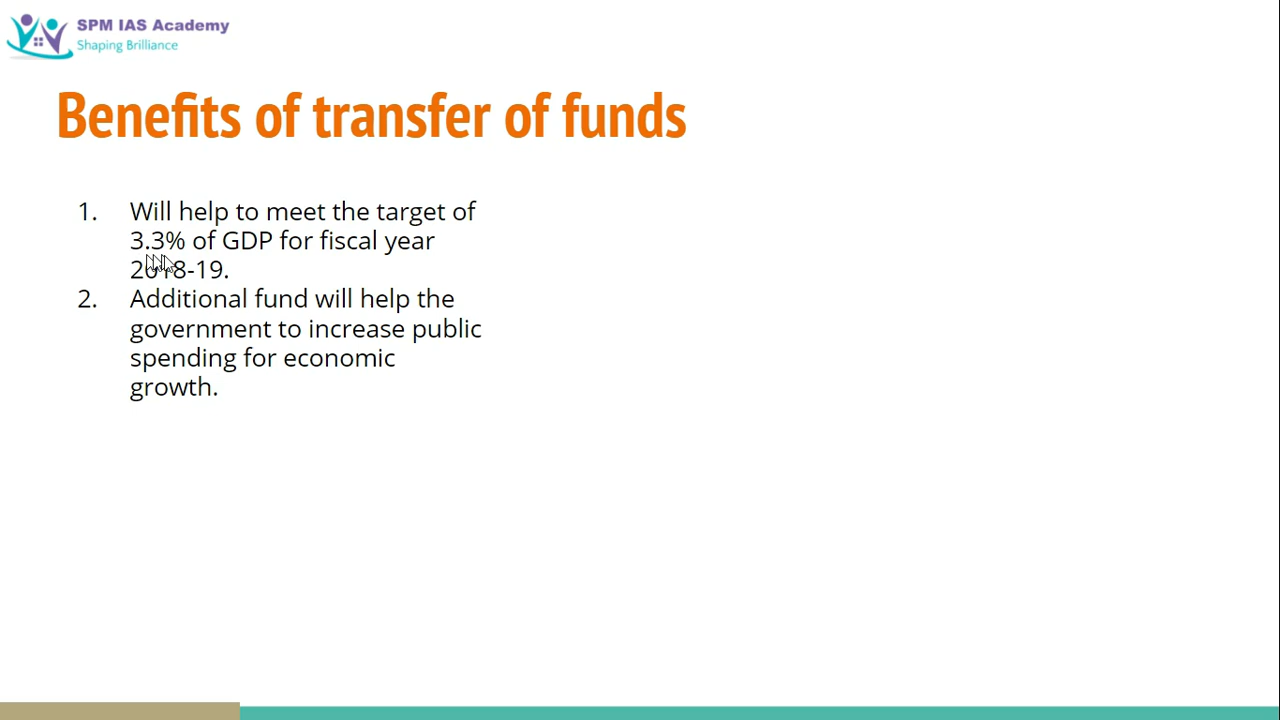 SPM IAS Academy
Shaping Brilliance
Benefits of transfer of funds
1. Will help to meet the target of
3.3% of GDP for fiscal year
2018-19.
2. Additional fund will help the
government to increase public
spending for economic
growth.